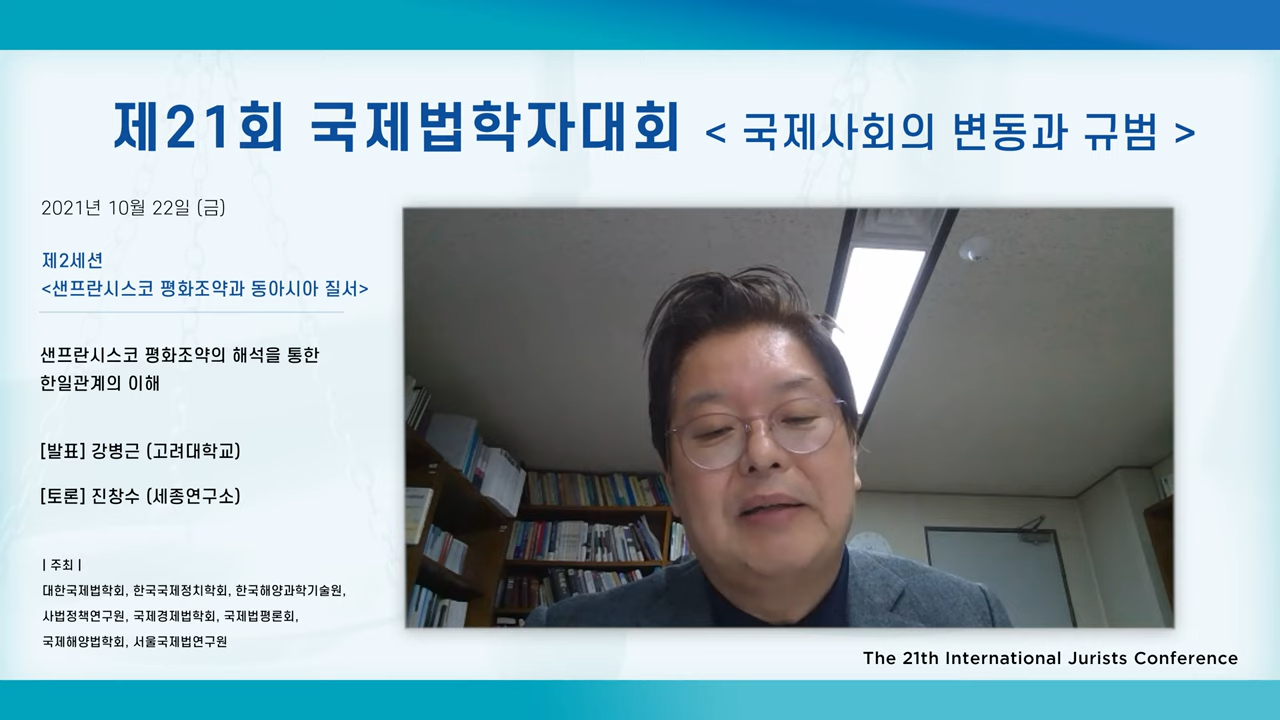 제21회 국제법학자대회 < 국제사회의 변동과 규범 >
2021년 10월 22일 (금)
제2세션
<샌프란시스코 평화조약과 동아시아 질서>
샌프란시스코 평화조약의 해석을 통한
한일관계의 이해
[발표] 강병근 (고려대학교)
[토론] 진창수 (세종연구소)
| 주최 |
대한국제법학회, 한국국제정치학회, 한국해양과학기술원,
사법정책연구원, 국제경제법학회, 국제법평론회,
국제해양법학회, 서울국제법연구원
The 21th International Jurists Conference